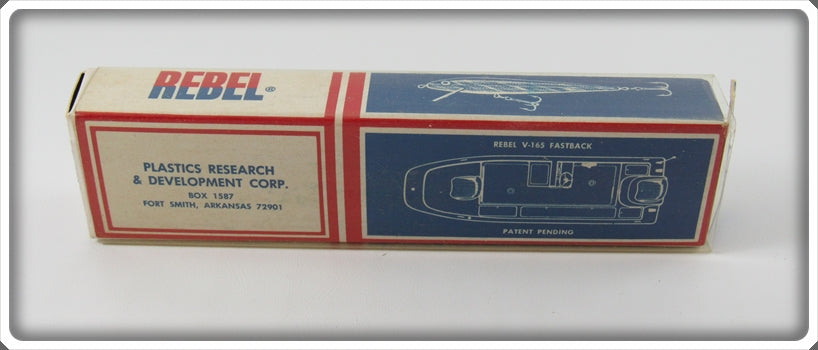 REBEL®
PLASTICS RESEARCH
& DEVELOPMENT CORP.
BOX 1587
FORT SMITH, ARKANSAS 72901
REBEL V-165 FASTBACK
PATENT PENDING